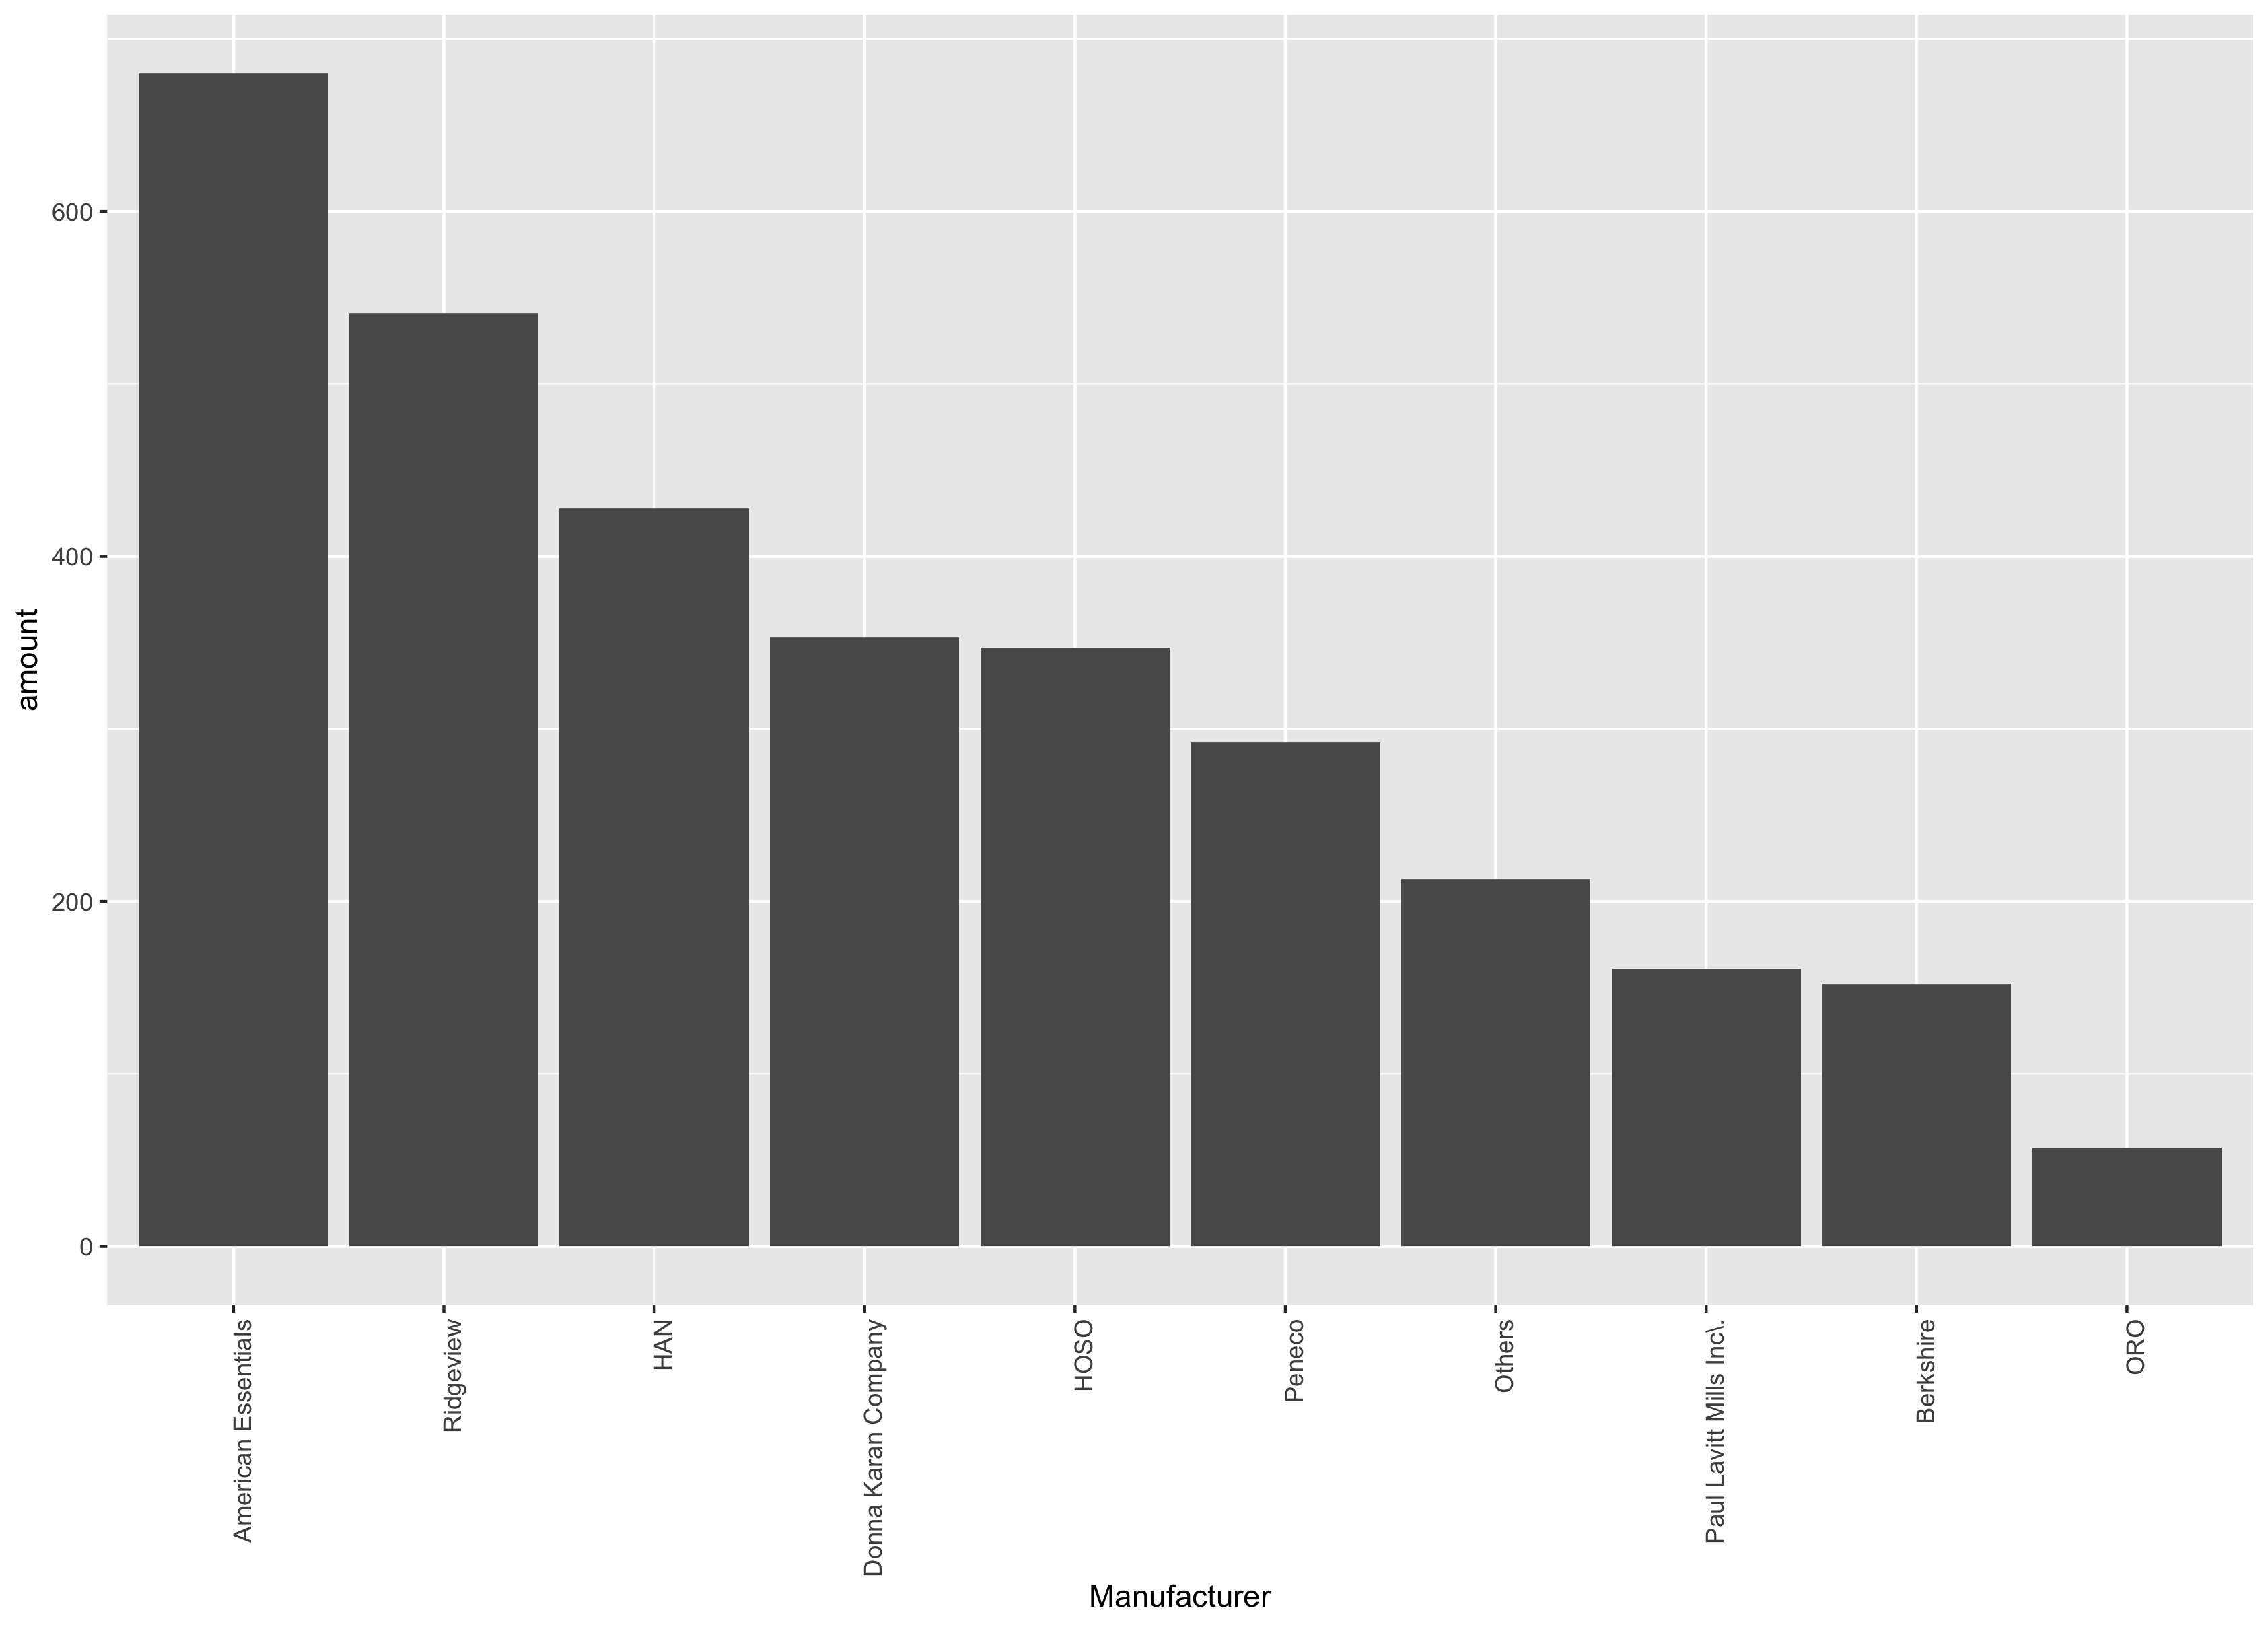 amount
600
400
200
0
American Essentials
Ridgeview
HAN
Donna Karan Company
HOSO
Peneco
Others
Paul Lavitt Mills Inc\.
Berkshire
ORO
Manufacturer